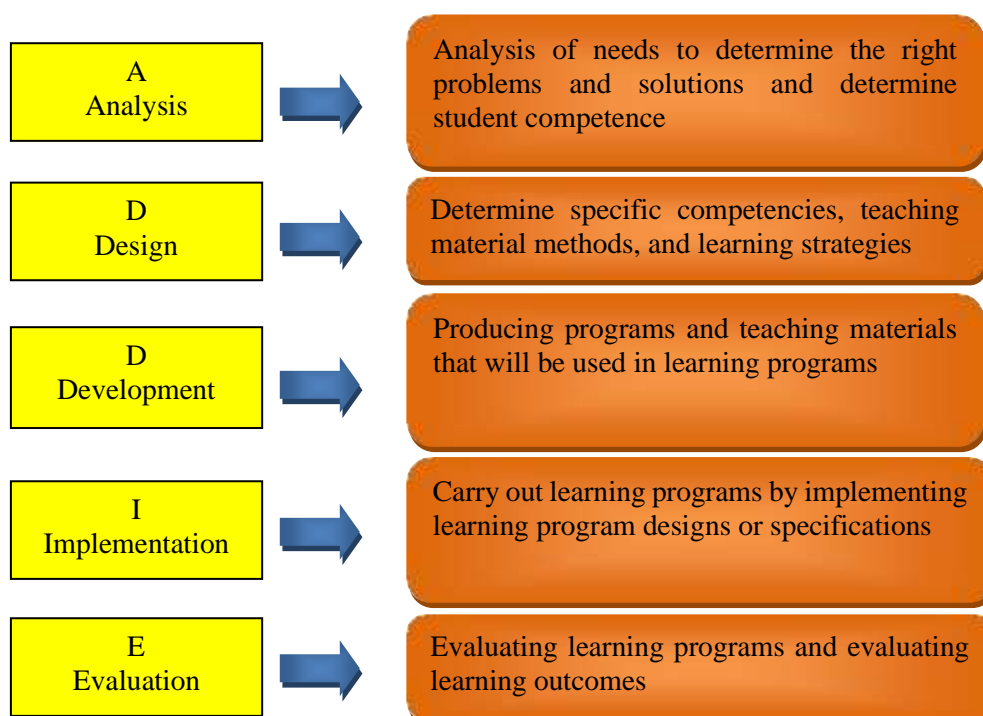 A
Analysis
Analysis of needs to determine the right
problems and solutions and determine
student competence
D
Design
Determine specific competencies, teaching
material methods, and learning strategies
D
Development
Producing programs and teaching materials
that will be used in learning programs
I
Implementation
Carry out learning programs by implementing
learning program designs or specifications
E
Evaluation
Evaluating learning programs and evaluating
learning outcomes